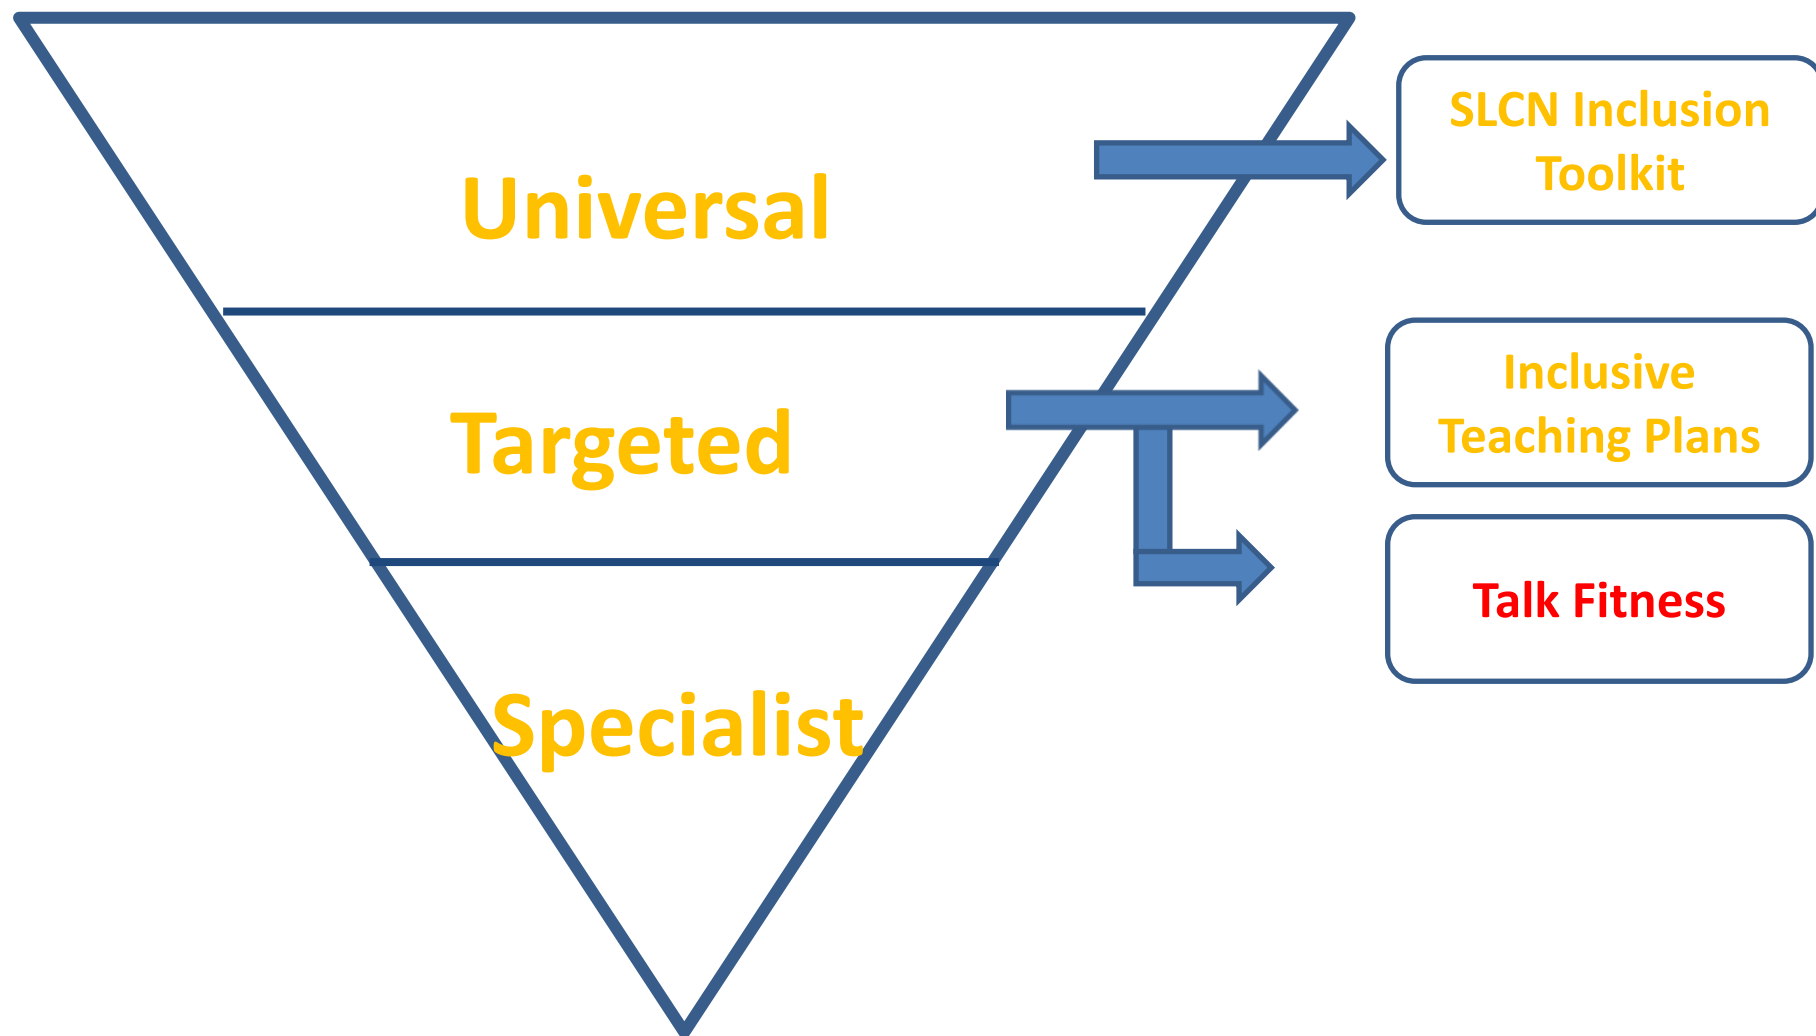 Universal
SLCN Inclusion
Toolkit
Targeted
Inclusive
Teaching Plans
Talk Fitness
Specialist